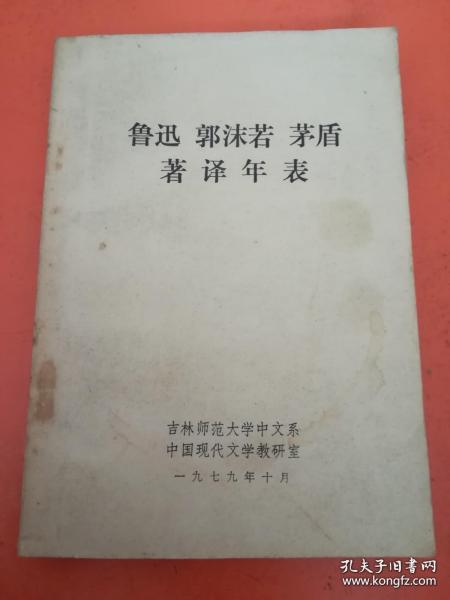 鲁迅 郭沫若 茅盾
著译年表
吉林师范大学中文系
中国现代文学教研室
一九七九年十月
孔夫子旧书网
www.kongfz.com